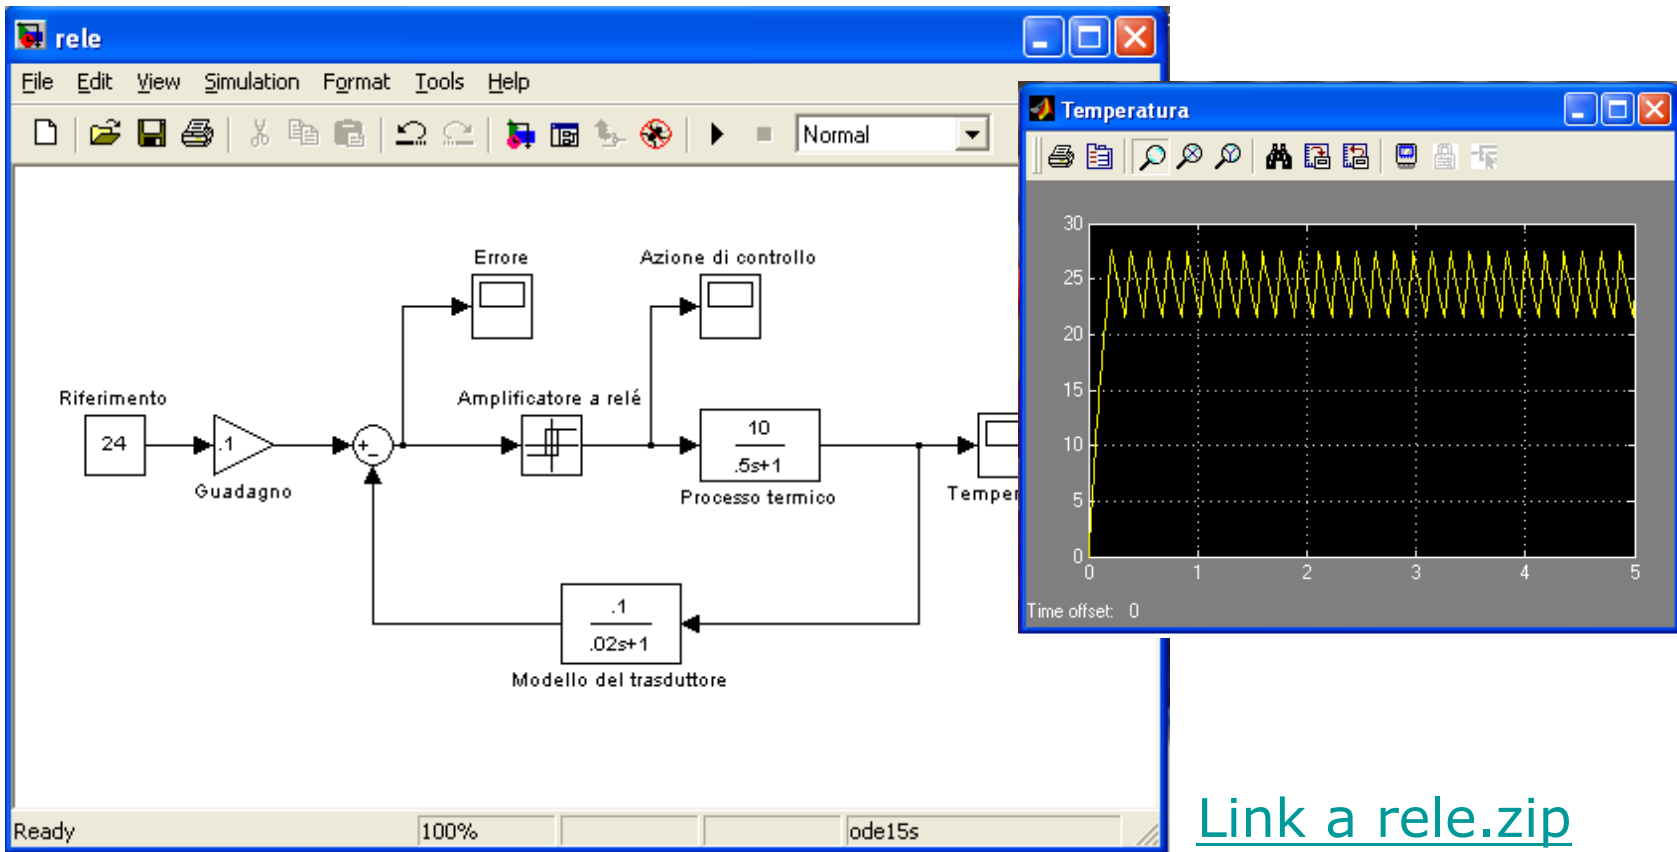 rele
File Edit View Simulation Format Tools Help
Normal
Errore
Azione di controllo
Riferimento
24
.1
Guadagno
+
-
Amplificatore a relé
10
.5s+1
Processo termico
Temper
.1
.02s+1
Modello del trasduttore
Ready
100%
ode15s
Temperatura
30
25
20
15
10
5
0
0 1 2 3 4 5
Time offset: 0
Link a rele.zip